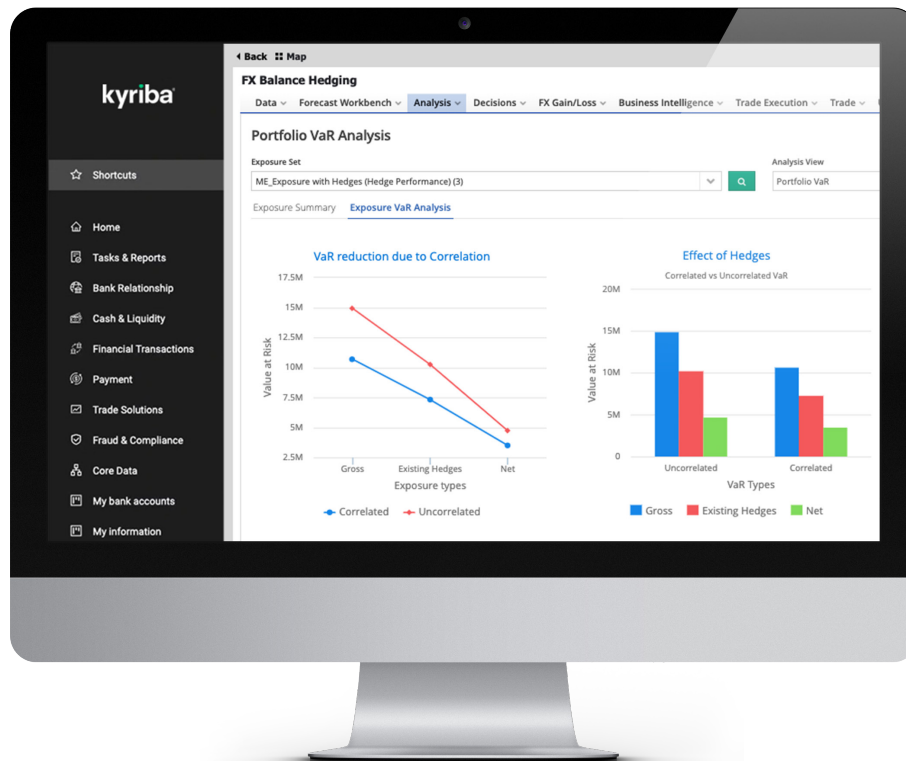 Back Map
FX Balance Hedging
Data Forecast Workbench Analysis Decisions FX Gain/Loss Business Intelligence Trade Execution Trade
kyriba
Portfolio VaR Analysis
Shortcuts
Exposure Set
Analysis View
ME_Exposure with Hedges (Hedge Performance) (3)
Portfolio VaR
Exposure Summary Exposure VaR Analysis
Home
Tasks & Reports
Bank Relationship
Cash & Liquidity
Financial Transactions
Payment
Trade Solutions
Fraud & Compliance
Core Data
My bank accounts
My information
VaR reduction due to Correlation
17.5M
15M
12.5M
10M
7.5M
5M
2.5M
Value at Risk
Gross Existing Hedges Net
Exposure types
Correlated Uncorrelated
Effect of Hedges
Correlated vs Uncorrelated VaR
20M
15M
10M
5M
0
Value at Risk
Uncorrelated Correlated
VaR Types
Gross Existing Hedges Net